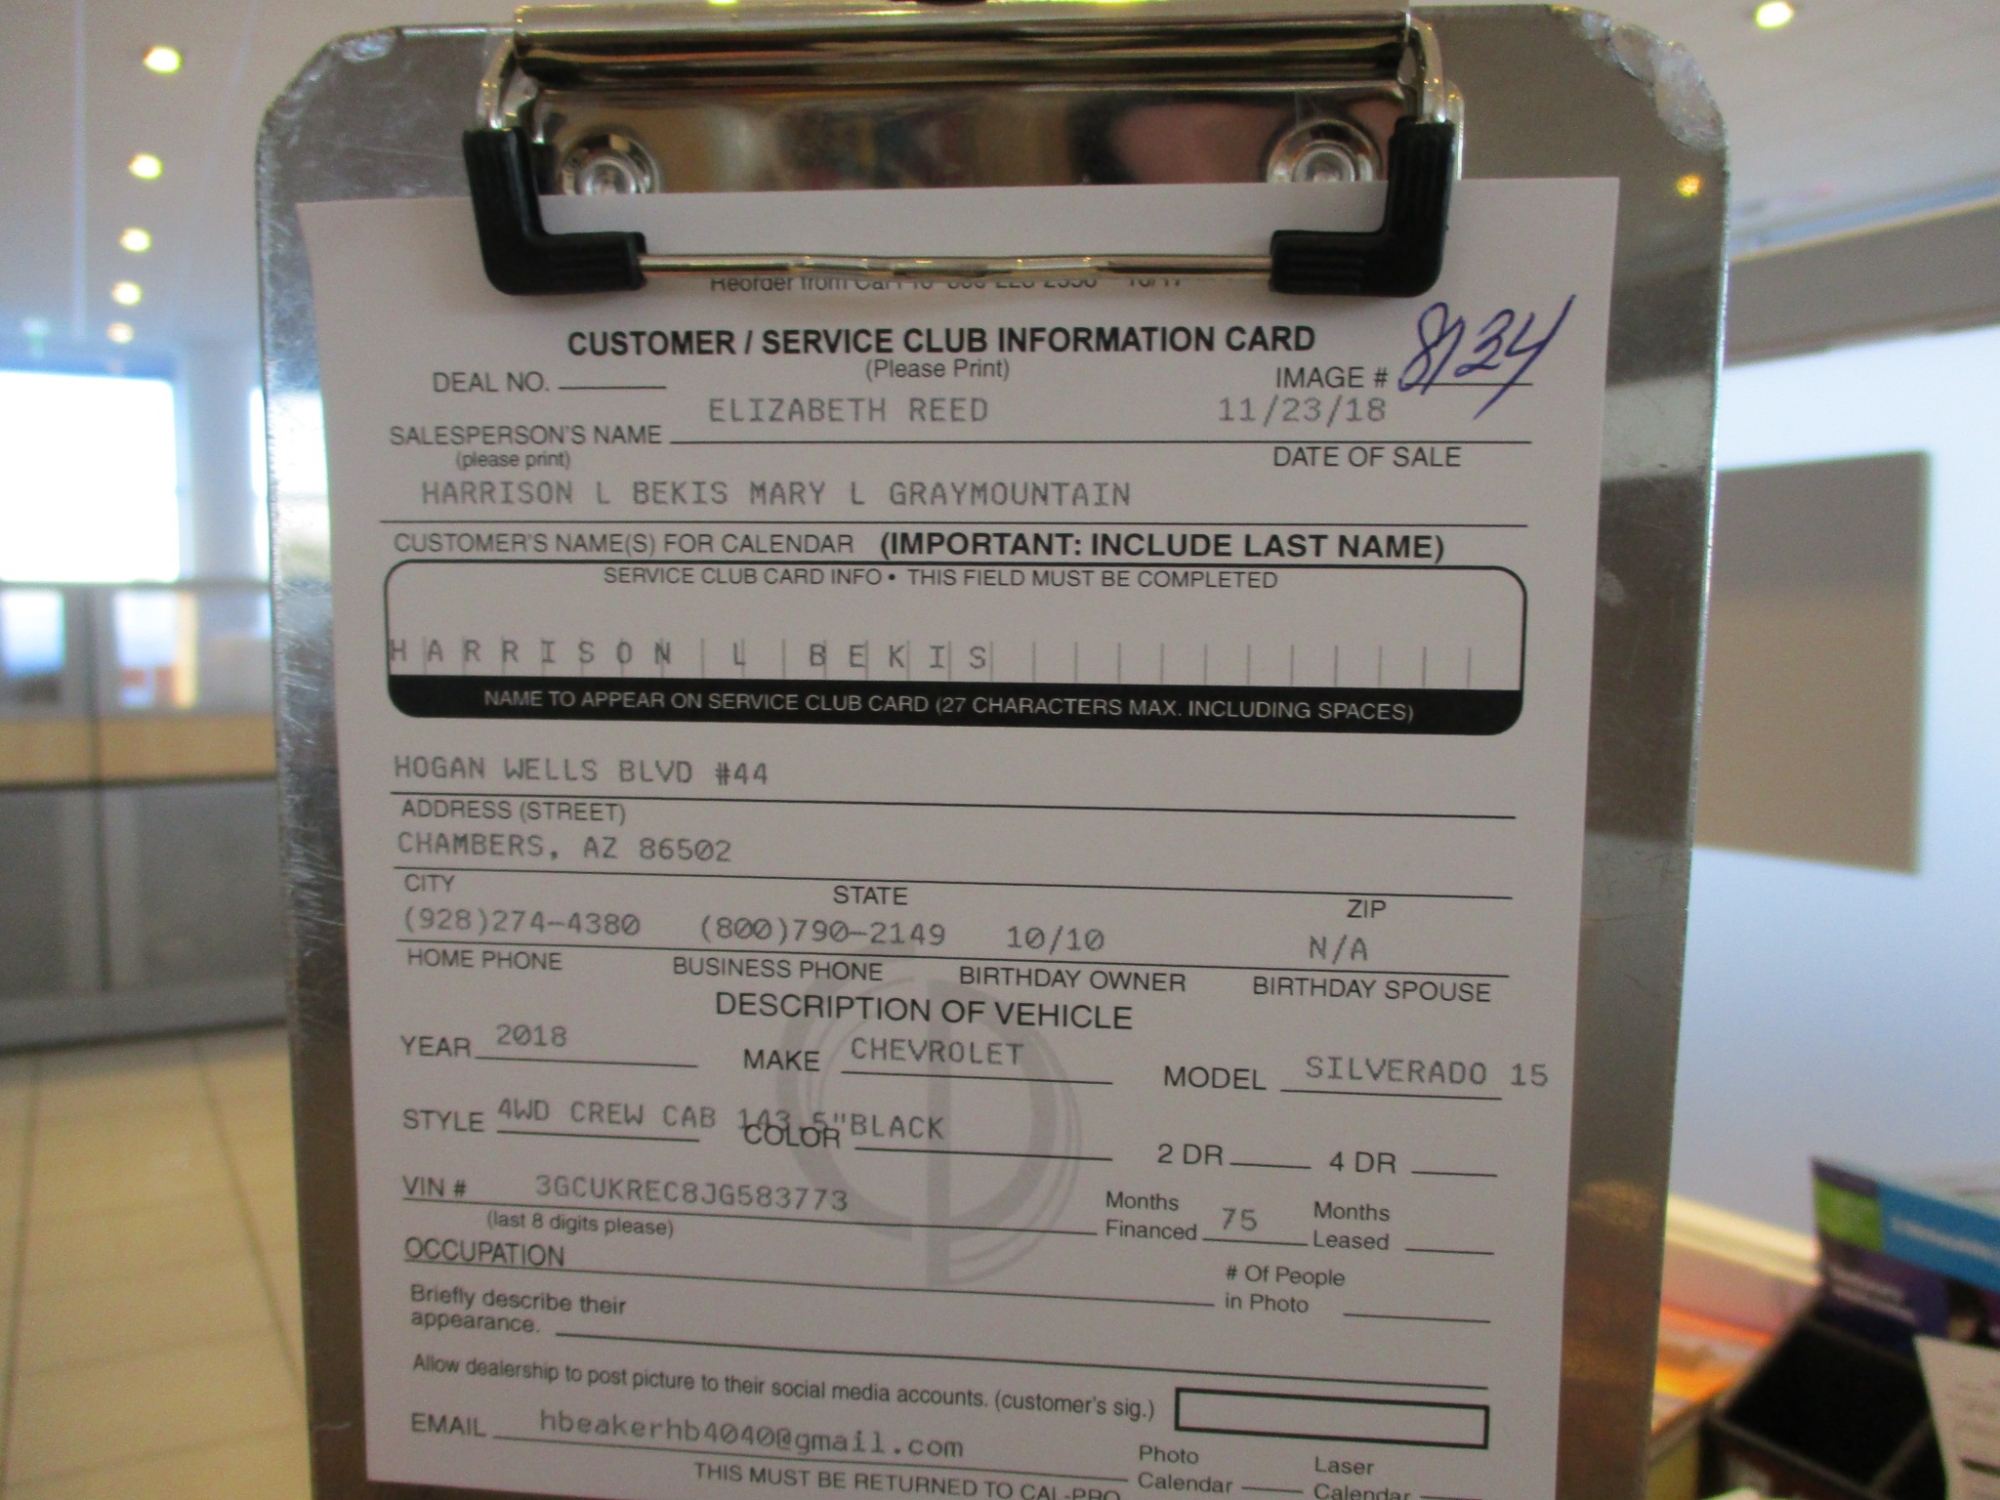 CUSTOMER / SERVICE CLUB INFORMATION CARD
(Please Print)
DEAL NO. IMAGE # 8134
ELIZABETH REED 11/23/18
SALESPERSON'S NAME
(please print) DATE OF SALE
HARRISON L BEKIS MARY L GRAYMOUNTAIN
CUSTOMER'S NAME(S) FOR CALENDAR (IMPORTANT: INCLUDE LAST NAME)
SERVICE CLUB CARD INFO • THIS FIELD MUST BE COMPLETED
HARRISON L BEKIS
NAME TO APPEAR ON SERVICE CLUB CARD (27 CHARACTERS MAX. INCLUDING SPACES)
HOGAN WELLS BLVD #44
ADDRESS (STREET)
CHAMBERS, AZ 86502
CITY STATE ZIP
(928)274-4380 (800)790-2149 10/10 N/A
HOME PHONE BUSINESS PHONE BIRTHDAY OWNER BIRTHDAY SPOUSE
DESCRIPTION OF VEHICLE
YEAR 2018 MAKE CHEVROLET MODEL SILVERADO 15
STYLE 4WD CREW CAB 143.5" COLOR BLACK 2 DR 4 DR
VIN # 3GCUKREC8JG583773 Months Financed 75 Months Leased
(last 8 digits please)
OCCUPATION # Of People in Photo
Briefly describe their
appearance.
Allow dealership to post picture to their social media accounts. (customer's sig.)
EMAIL hbeakerhb4040@gmail.com Photo Calendar Laser Calendar
THIS MUST BE RETURNED TO CAL-PRO